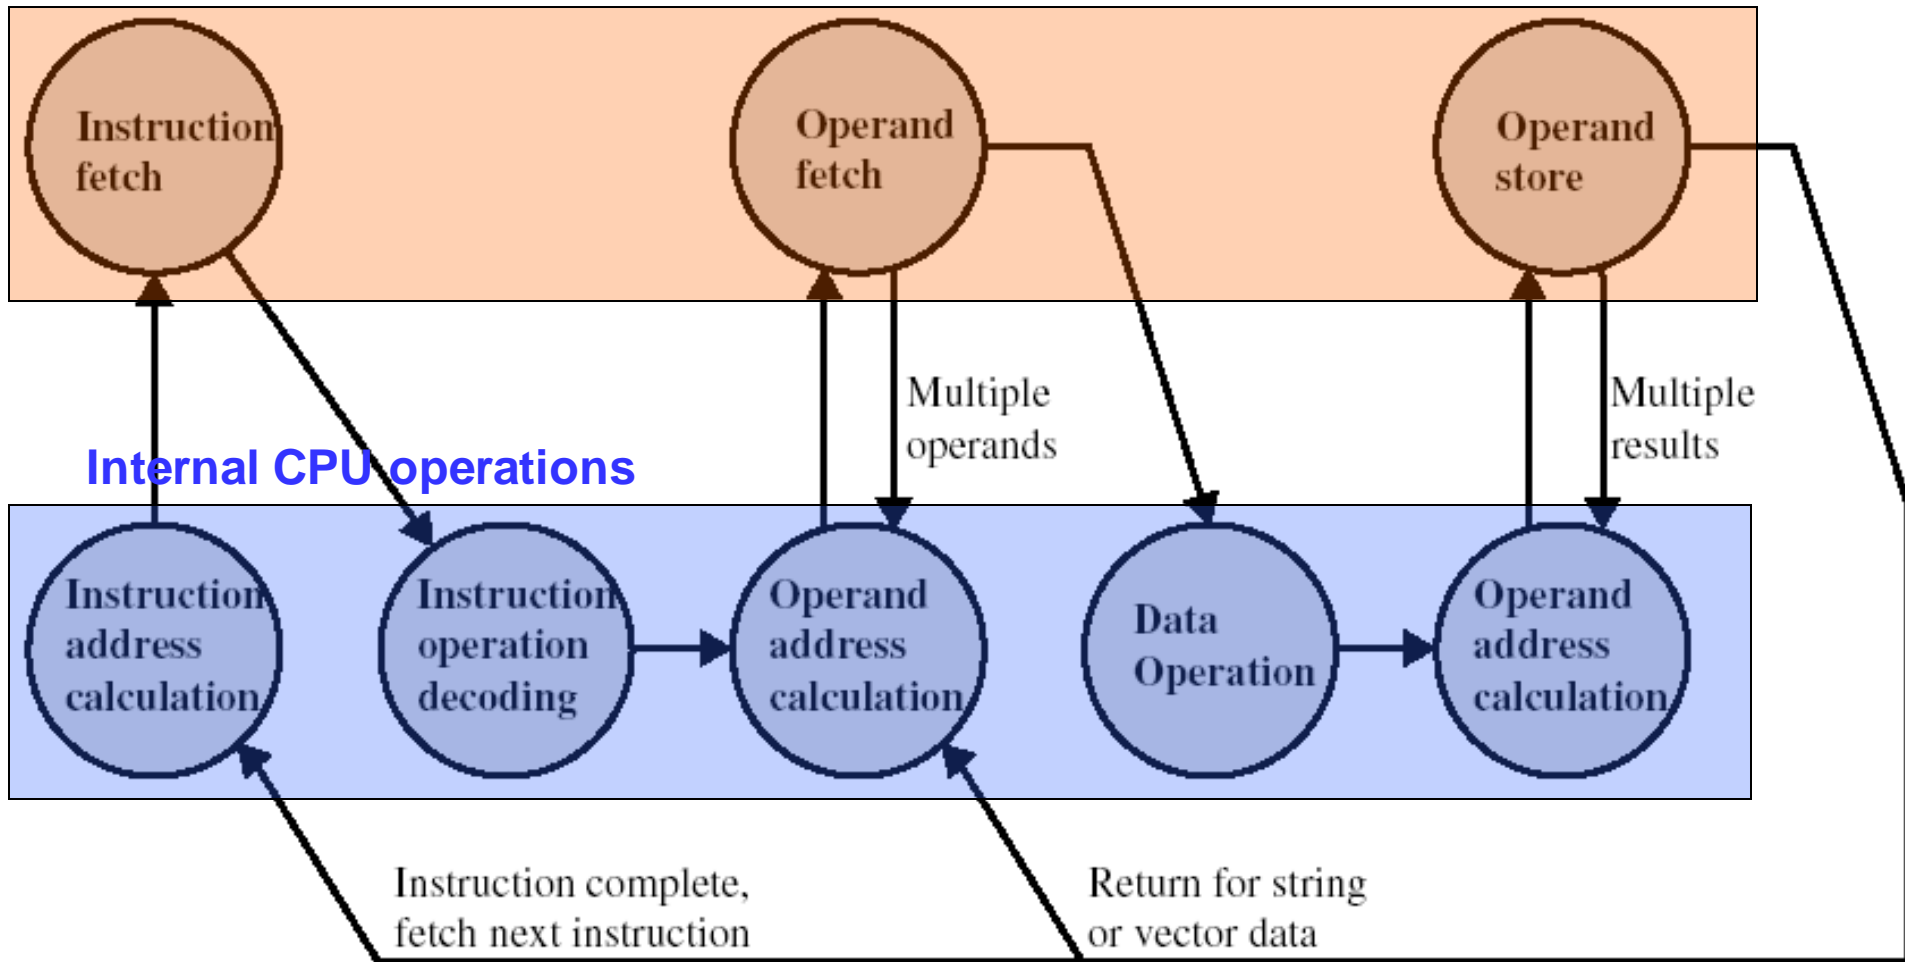 Instruction
fetch
Operand
fetch
Operand
store
Multiple
operands
Multiple
results
Internal CPU operations
Instruction
address
calculation
Instruction
operation
decoding
Operand
address
calculation
Data
Operation
Operand
address
calculation
Instruction complete,
fetch next instruction
Return for string
or vector data